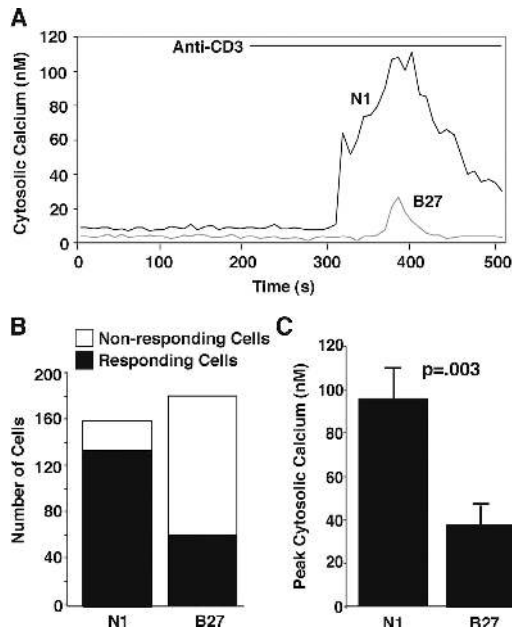 A
Cytosolic Calcium (nM)
120
100
80
60
40
20
0
Anti-CD3
N1
B27
0
100
200
300
400
500
Time (s)
B
Non-responding Cells
Responding Cells
Number of Cells
200
160
120
80
40
0
N1
B27
C
Peak Cytosolic Calcium (nM)
120
100
80
60
40
20
0
p=.003
N1
B27